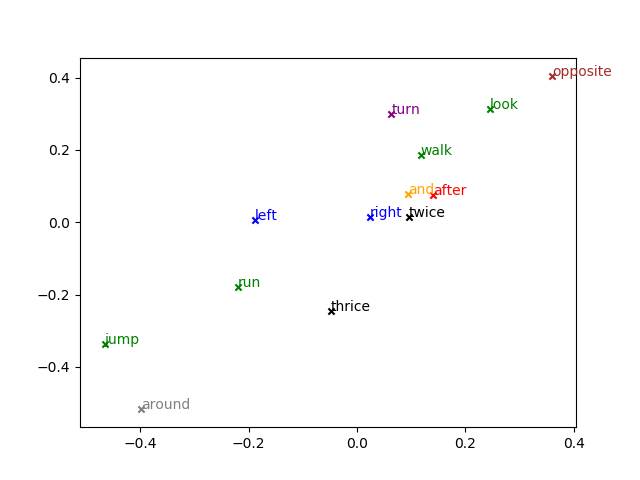 opposite
0.4
look
turn
0.2
walk
and after
left
right
twice
0.0
run
−0.2
thrice
jump
−0.4
around
−0.4
−0.2
0.0
0.2
0.4